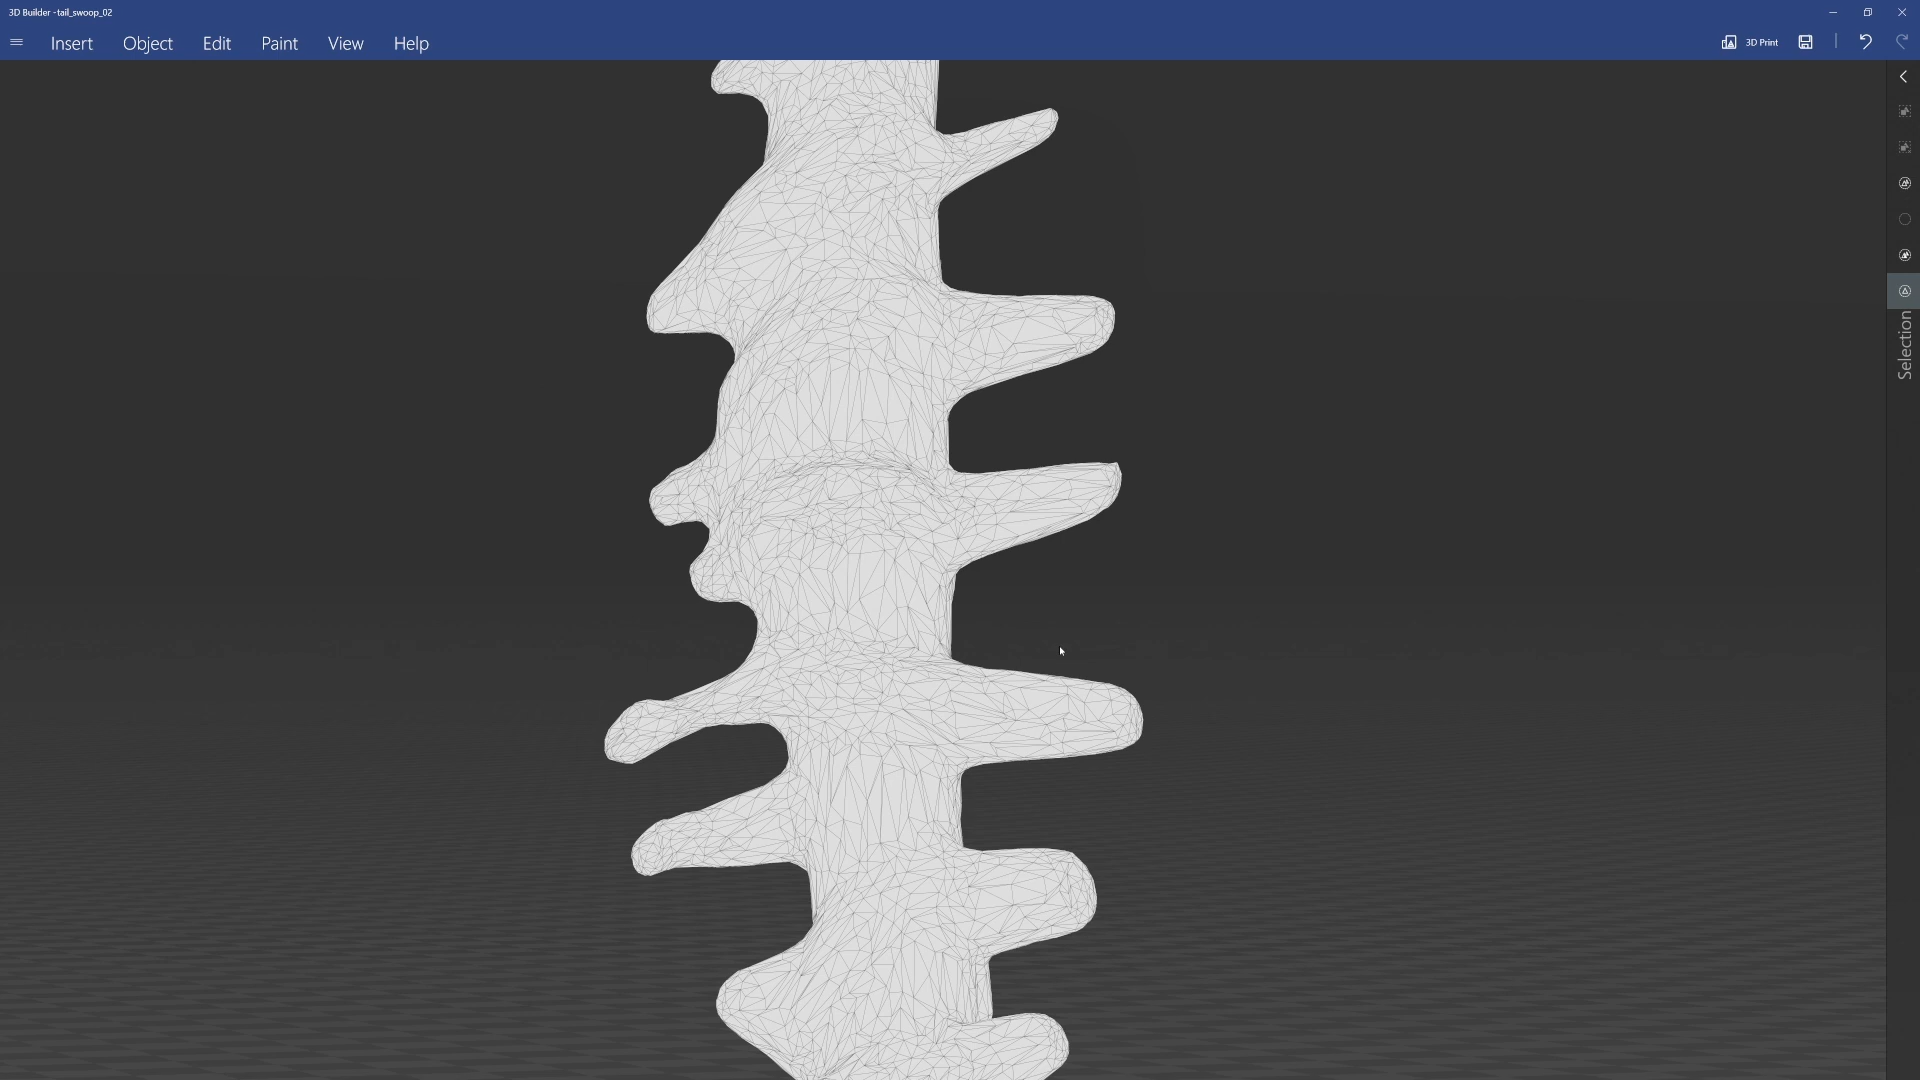 3D Builder - tail_swoop_02
Insert Object Edit Paint View Help
3D Print
Selection